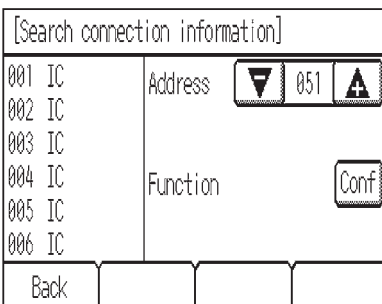 [Search connection information]
001 IC
002 IC
003 IC
004 IC
005 IC
006 IC
Address 051
Function Conf
Back